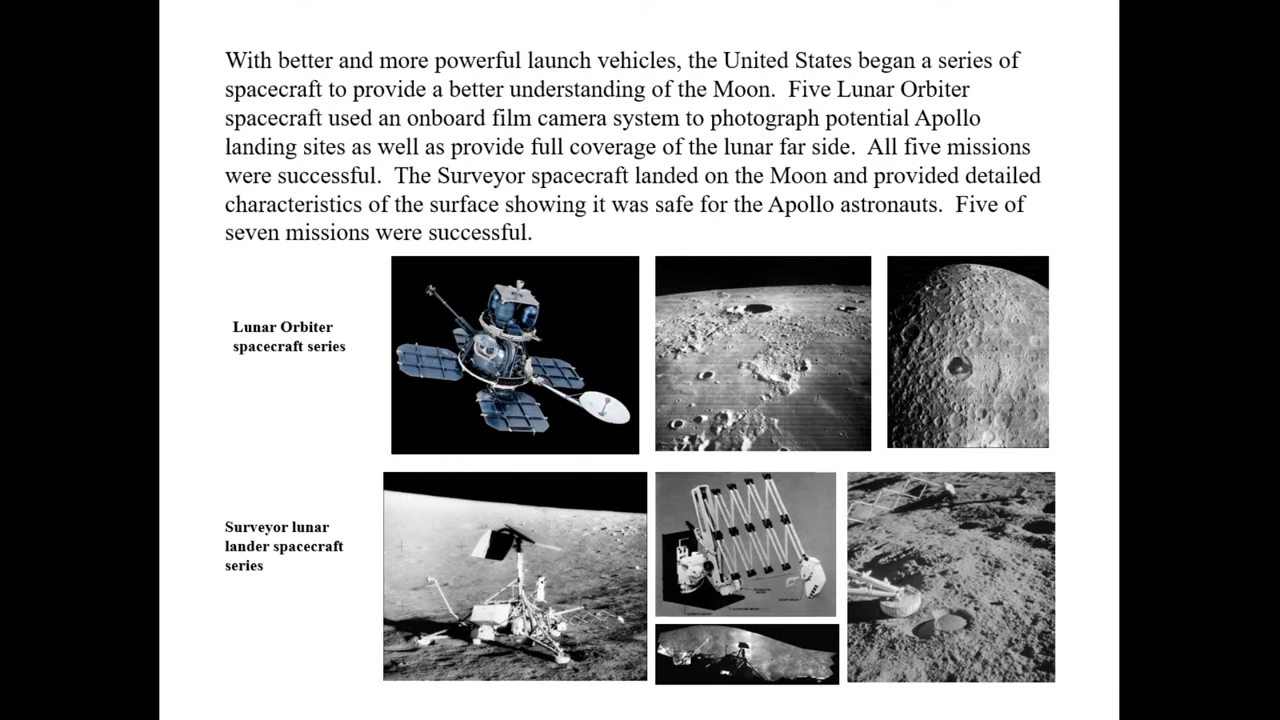 With better and more powerful launch vehicles, the United States began a series of
spacecraft to provide a better understanding of the Moon.  Five Lunar Orbiter
spacecraft used an onboard film camera system to photograph potential Apollo
landing sites as well as provide full coverage of the lunar far side.  All five missions
were successful.  The Surveyor spacecraft landed on the Moon and provided detailed
characteristics of the surface showing it was safe for the Apollo astronauts.  Five of
seven missions were successful.
Lunar Orbiter
spacecraft series
Surveyor lunar
lander spacecraft
series